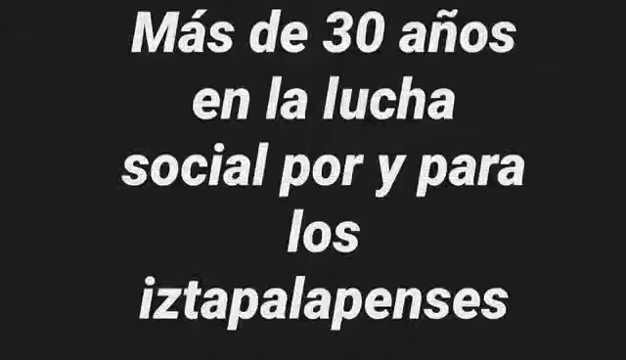 Más de 30 años
en la lucha
social por y para
los
iztapalapenses